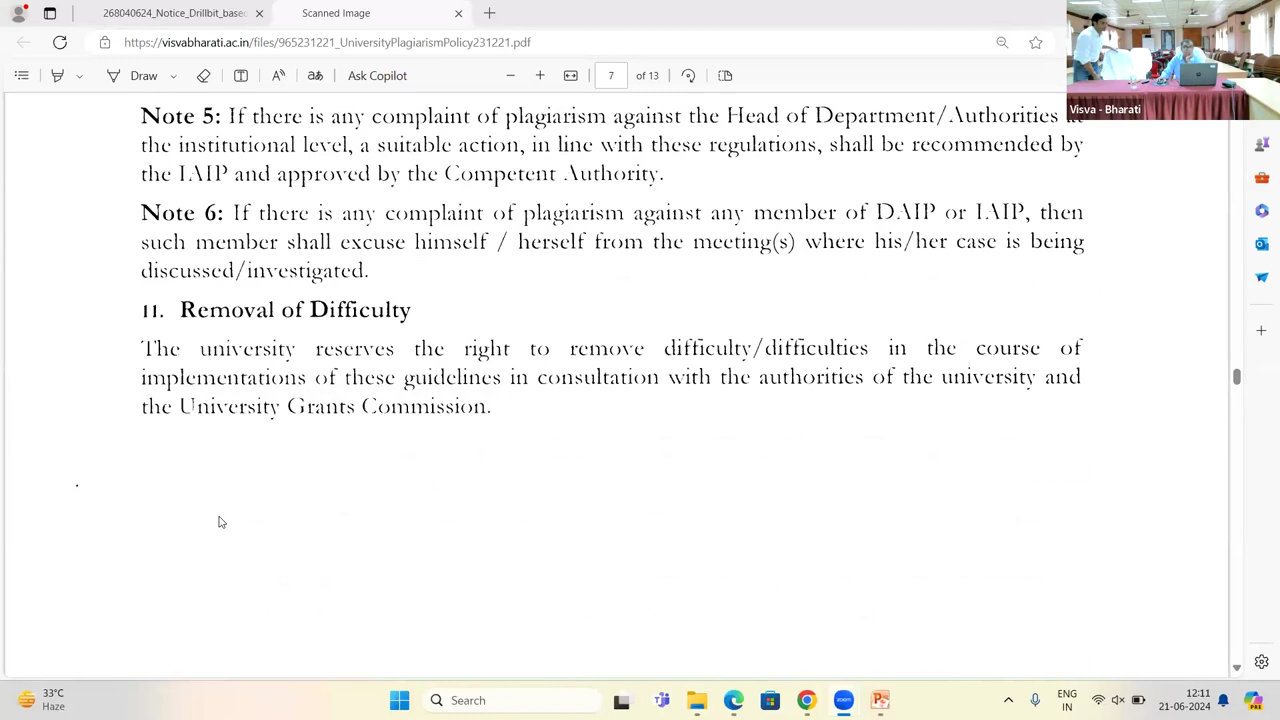 268040624_Notice_Drillbit_base
Scanned Image
https://visvabharati.ac.in/files/965231221_UniversityPlagiarismPolicy231221.pdf
Draw
Ask Copilot
7 of 13
Visva - Bharati
Note 5: If there is any complaint of plagiarism against the Head of Department/Authorities
the institutional level, a suitable action, in line with these regulations, shall be recommended by
the IAIP and approved by the Competent Authority.
Note 6: If there is any complaint of plagiarism against any member of DAIP or IAIP, then
such member shall excuse himself / herself from the meeting(s) where his/her case is being
discussed/investigated.
11. Removal of Difficulty
The university reserves the right to remove difficulty/difficulties in the course of
implementations of these guidelines in consultation with the authorities of the university and
the University Grants Commission.
33°C
Haze
Search
ENG
IN
12:11
21-06-2024